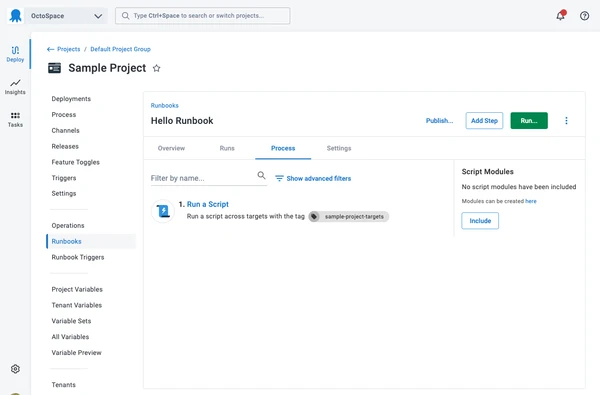 OctoSpace
Type Ctrl+Space to search or switch projects...
Deploy
Insights
Tasks
Projects / Default Project Group
Sample Project
Deployments
Process
Channels
Releases
Feature Toggles
Triggers
Settings
Operations
Runbooks
Runbook Triggers
Project Variables
Tenant Variables
Variable Sets
All Variables
Variable Preview
Tenants
Runbooks
Hello Runbook
Publish...
Add Step
Run...
Overview
Runs
Process
Settings
Filter by name...
Show advanced filters
1. Run a Script
Run a script across targets with the tag sample-project-targets
Script Modules
No script modules have been included
Modules can be created here
Include